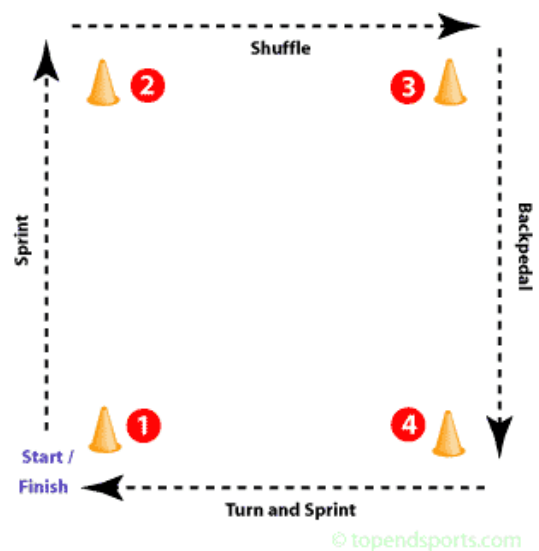 Shuffle
2
3
Sprint
Backpedal
1
4
Start /
Finish
Turn and Sprint
© topendsports.com